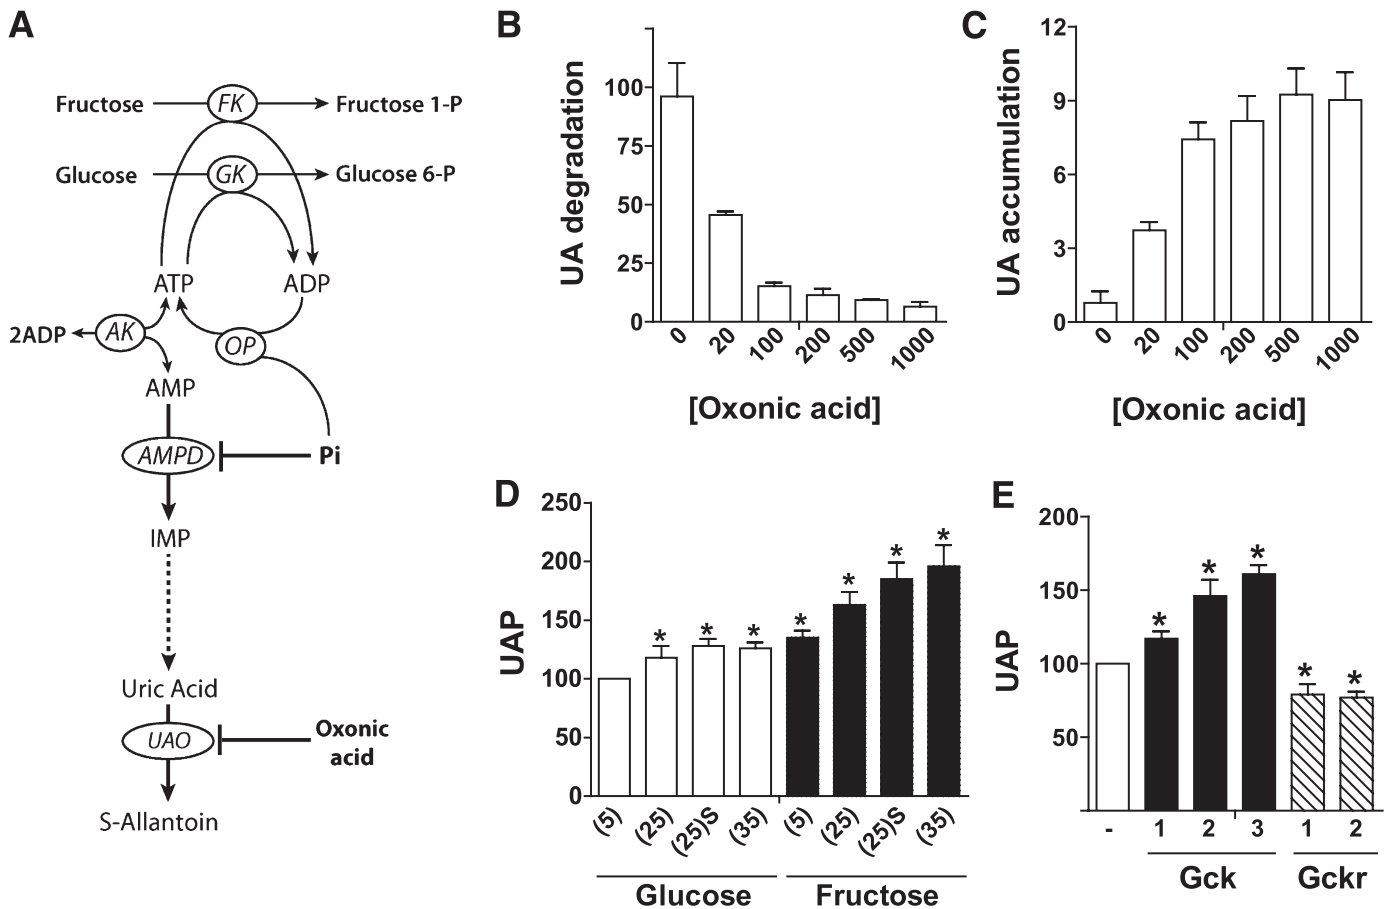 A
Fructose FK Fructose 1-P
Glucose GK Glucose 6-P
ATP ADP
2ADP AK OP
AMP
AMPD Pi
IMP
Uric Acid
UAO Oxonic
acid
S-Allantoin
B
UA degradation
100
75
50
25
0
0 20 100 200 500 1000
[Oxonic acid]
C
UA accumulation
12
9
6
3
0
0 20 100 200 500 1000
[Oxonic acid]
D
UAP
250
200
150
100
50
0
* * * * * * *
(5) (25) (25)S (35) (5) (25) (25)S (35)
Glucose Fructose
E
UAP
200
150
100
50
* * * * *
- 1 2 3 1 2
Gck Gckr